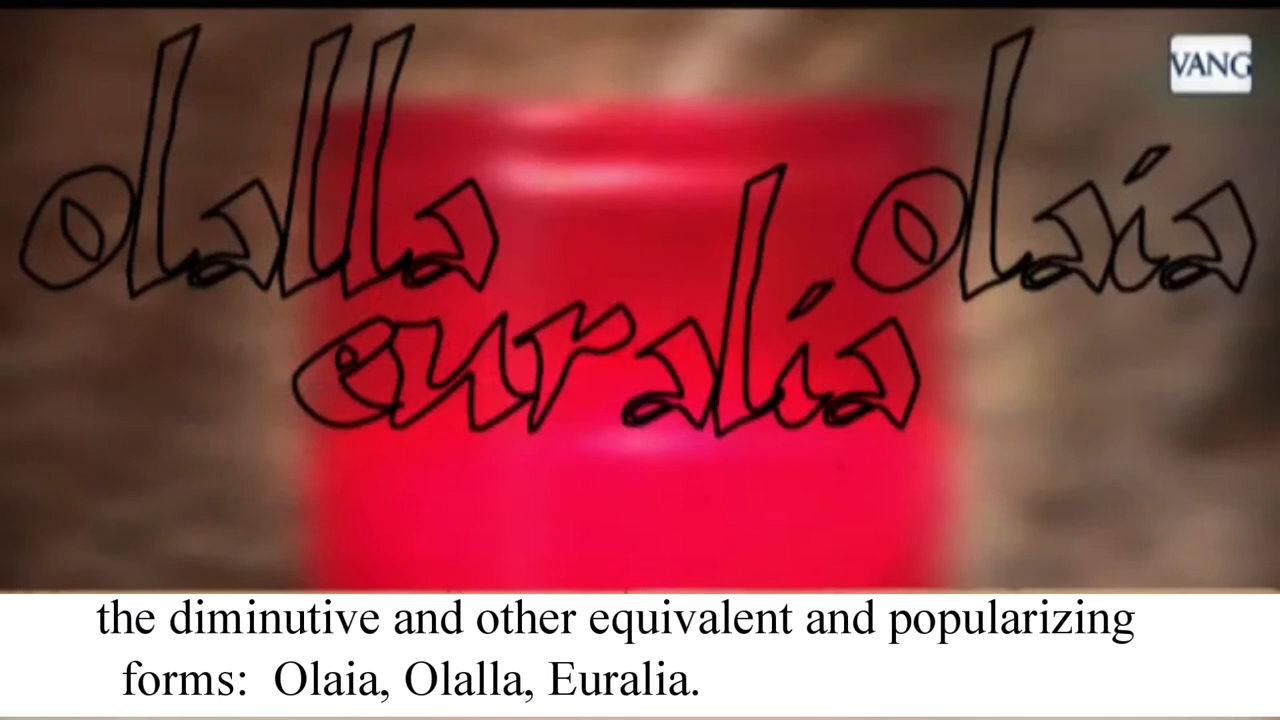 VANG
olalla
olaia
euralia
the diminutive and other equivalent and popularizing
forms: Olaia, Olalla, Euralia.